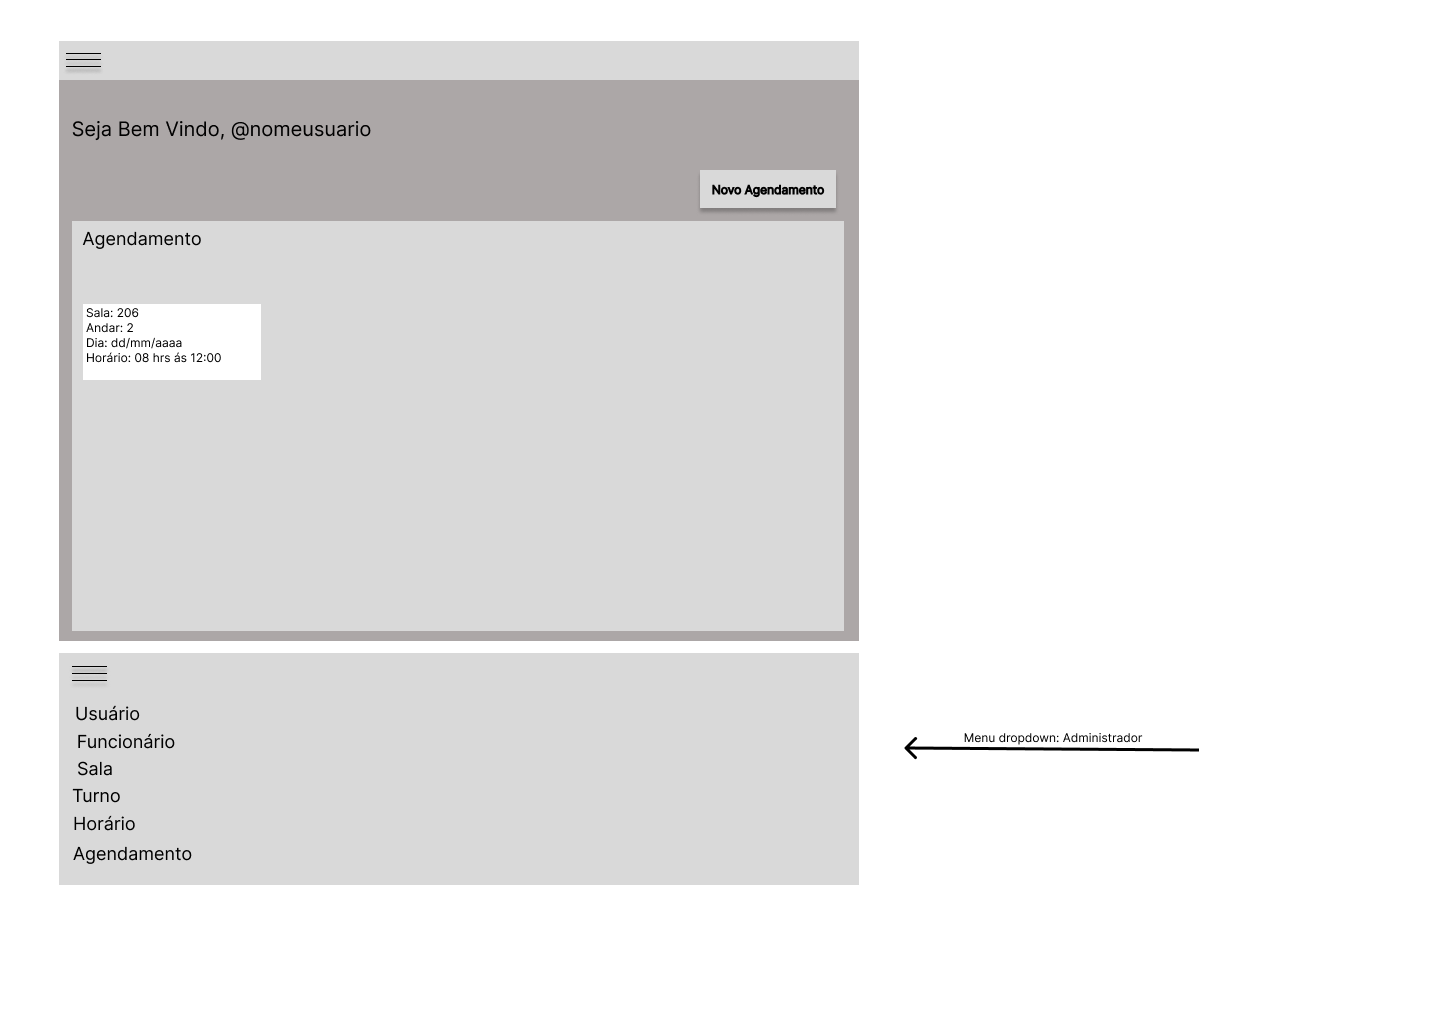 Seja Bem Vindo, @nomeusuario
Novo Agendamento
Agendamento
Sala: 206
Andar: 2
Dia: dd/mm/aaaa
Horário: 08 hrs ás 12:00
Usuário
Funcionário
Sala
Turno
Horário
Agendamento
Menu dropdown: Administrador